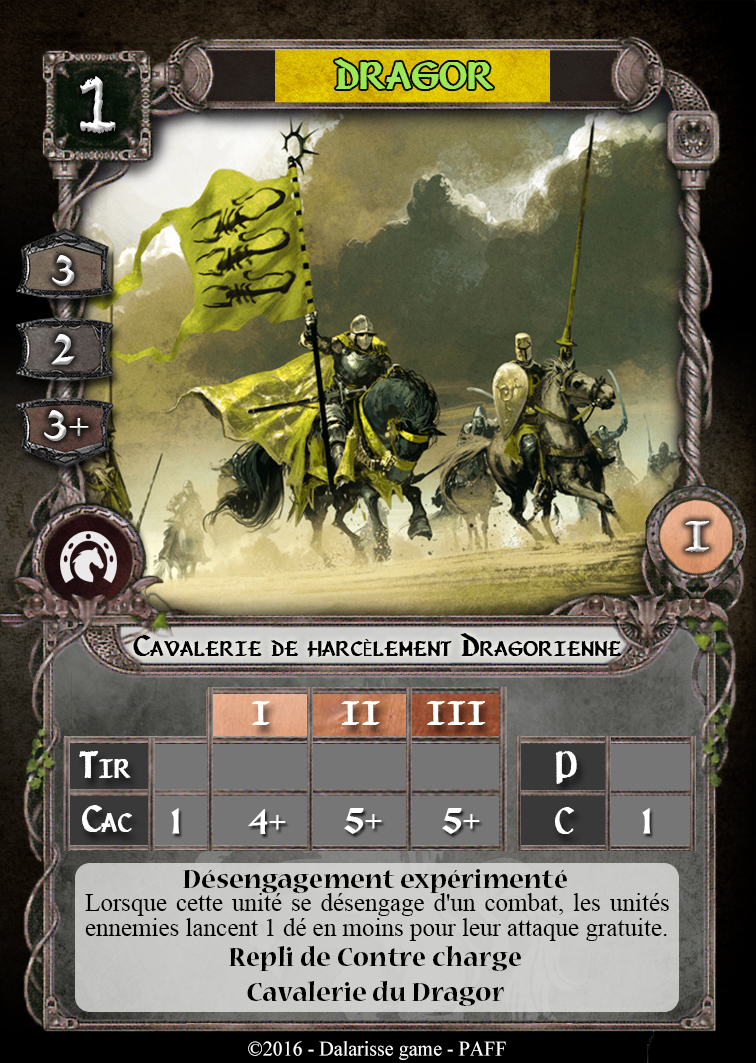 1
DRAGOR
3
2
3+
I
Cavalerie de harcèlement Dragorienne
I II III
Tir P
Cac 1 4+ 5+ 5+ C 1
Désengagement expérimenté
Lorsque cette unité se désengage d'un combat, les unités
ennemies lancent 1 dé en moins pour leur attaque gratuite.
Repli de Contre charge
Cavalerie du Dragor
©2016 - Dalarisse game - PAFF